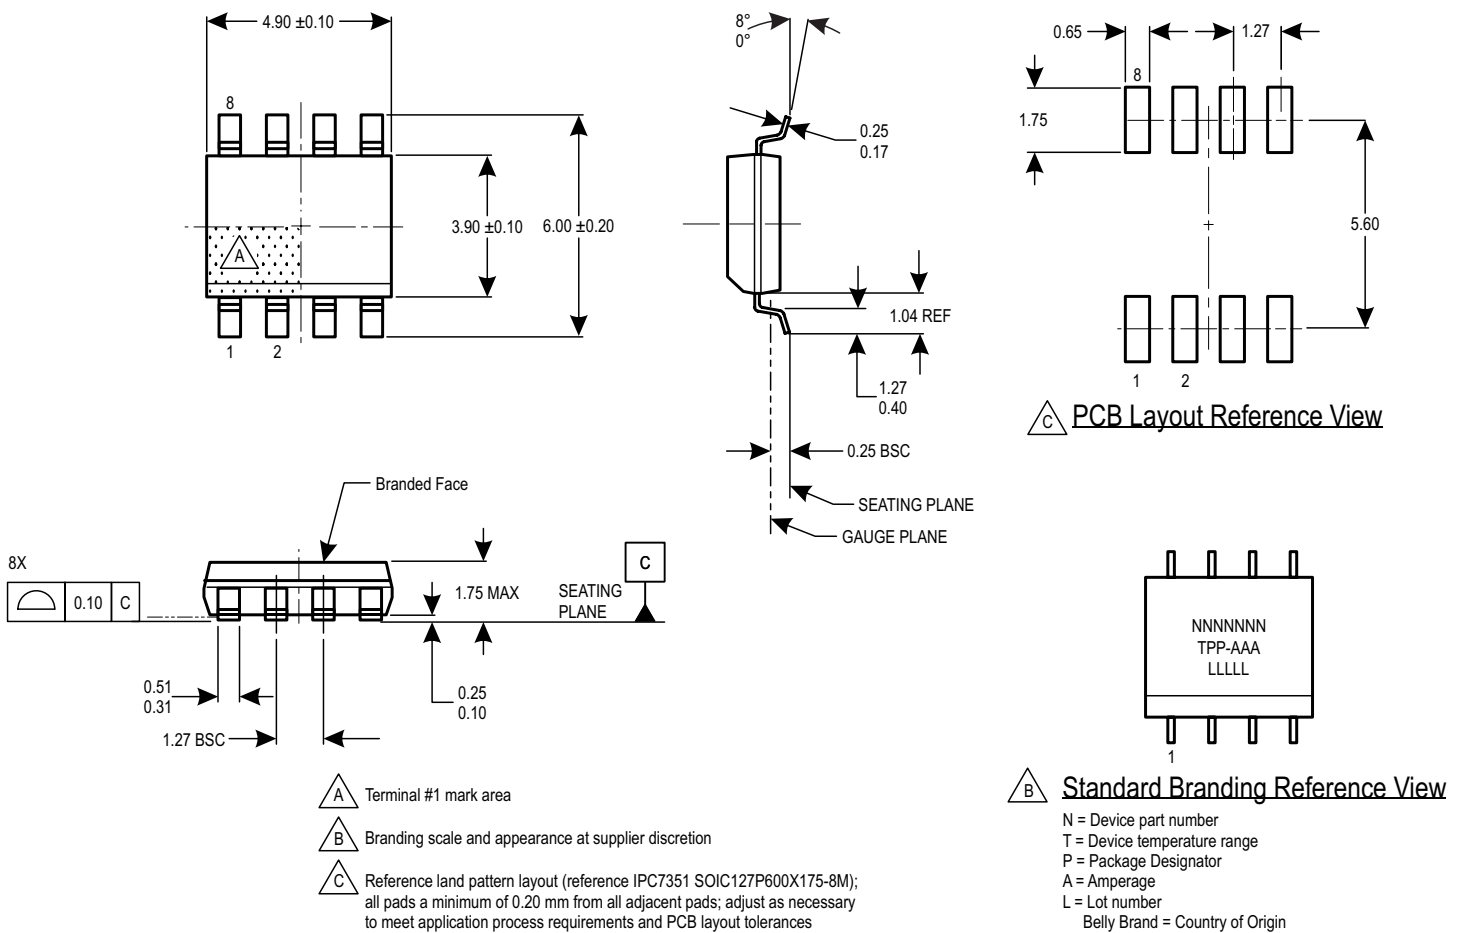 4.90 ±0.10
8
A
3.90 ±0.10
6.00 ±0.20
1 2
8°
0°
0.25
0.17
1.04 REF
1.27
0.40
0.25 BSC
SEATING PLANE
GAUGE PLANE
0.65
1.27
8
1.75
5.60
1 2
C PCB Layout Reference View
Branded Face
8X
0.10 C
1.75 MAX
SEATING
PLANE
C
0.51
0.31
0.25
0.10
1.27 BSC
NNNNNNN
TPP-AAA
LLLLL
1
A Terminal #1 mark area
B Branding scale and appearance at supplier discretion
C Reference land pattern layout (reference IPC7351 SOIC127P600X175-8M);
all pads a minimum of 0.20 mm from all adjacent pads; adjust as necessary
to meet application process requirements and PCB layout tolerances
B Standard Branding Reference View
N = Device part number
T = Device temperature range
P = Package Designator
A = Amperage
L = Lot number
Belly Brand = Country of Origin